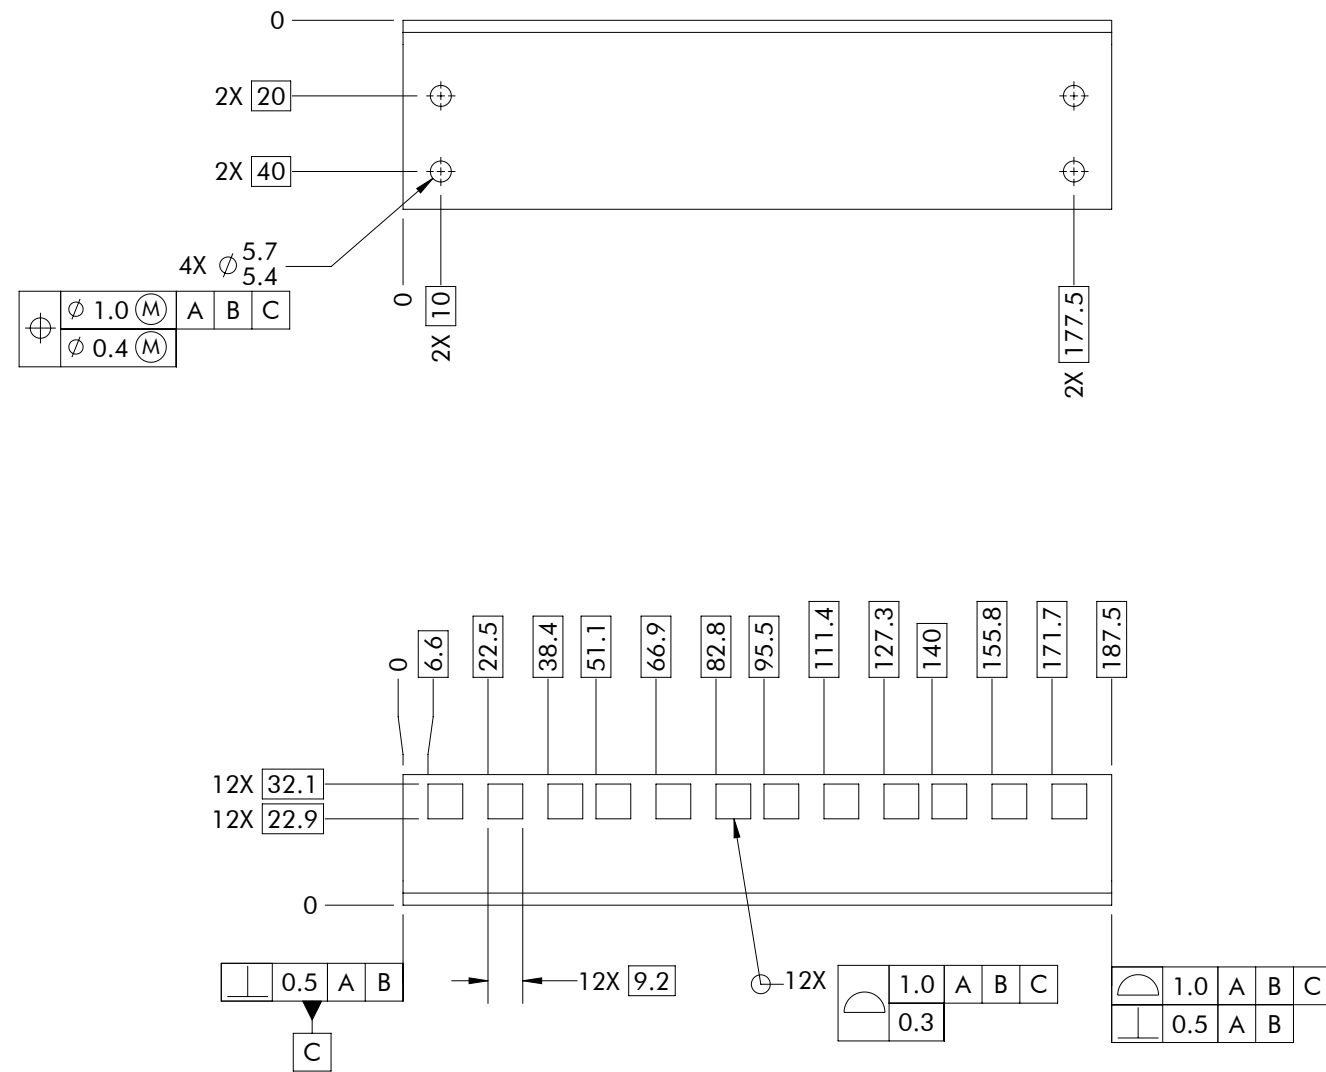 0
2X 20
2X 40
4X ⌀ 5.7
5.4
⌖ ⌀ 1.0 Ⓜ A B C
⌀ 0.4 Ⓜ
0
2X 10
2X 177.5
0 6.6 22.5 38.4 51.1 66.9 82.8 95.5 111.4 127.3 140 155.8 171.7 187.5
12X 32.1
12X 22.9
0
⟂ 0.5 A B
C
12X 9.2
12X ⌓ 1.0 A B C
0.3
⌓ 1.0 A B C
⟂ 0.5 A B